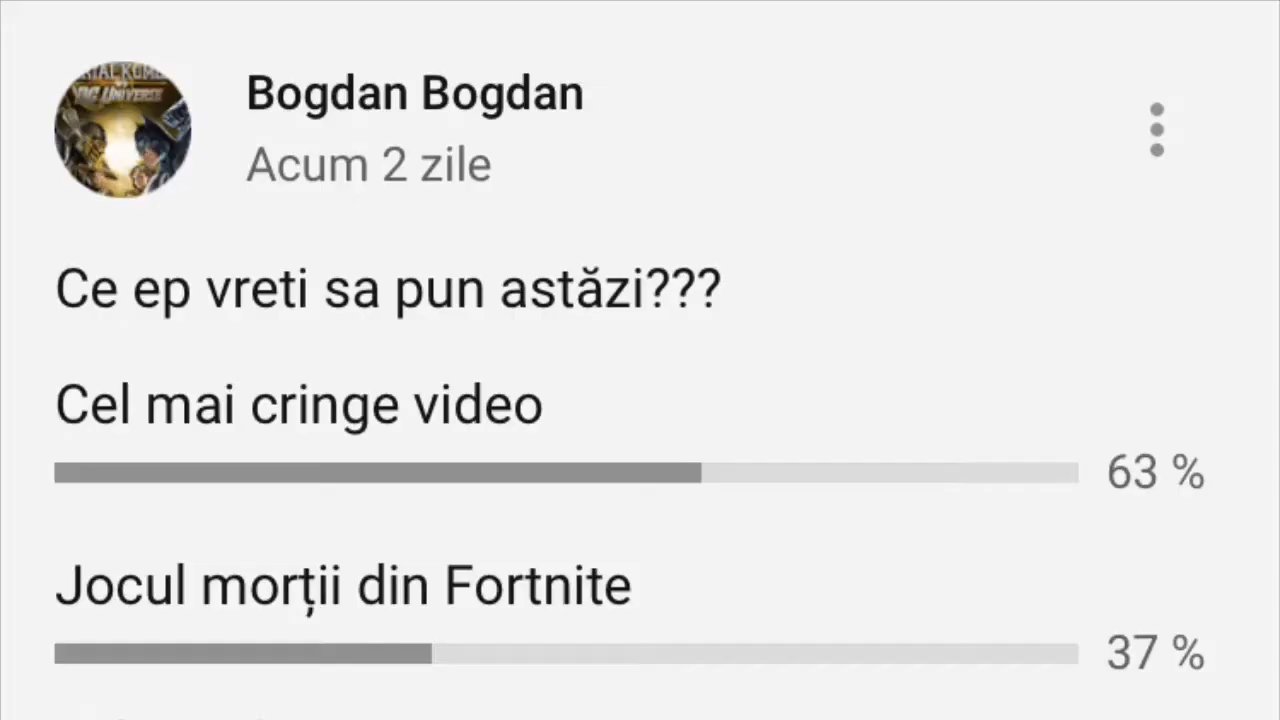 Bogdan Bogdan
Acum 2 zile
Ce ep vreti sa pun astăzi???
Cel mai cringe video
63 %
Jocul morții din Fortnite
37 %